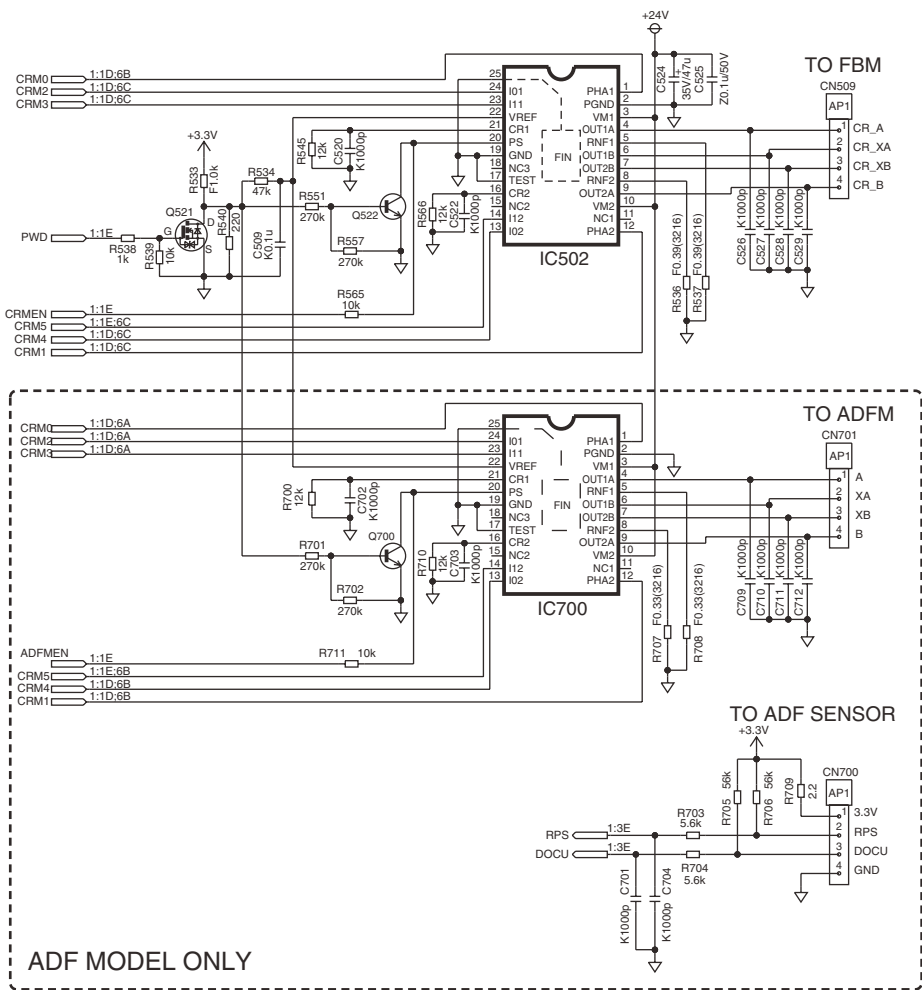 +24V
CRM0 1:1D;6B
CRM2 1:1D;6C
CRM3 1:1D;6C
C524
35V/47u
+
C525
Z0.1u/50V
TO FBM
CN509
AP1
1 CR_A
2 CR_XA
3 CR_XB
4 CR_B
25
24 I01
23 I11
22 VREF
21 CR1
20 PS
19 GND
18 NC3
17 TEST
16 CR2
15 NC2
14 I12
13 I02
FIN
PHA1 1
PGND 2
VM1 3
OUT1A 4
RNF1 5
OUT1B 6
OUT2B 7
RNF2 8
OUT2A 9
VM2 10
NC1 11
PHA2 12
IC502
+3.3V
R533
F1.0k
R534
47k
R545
12k
C520
K1000p
R551
270k
Q522
R566
12k
C522
K1000p
Q521
G
D
S
R540
220
C509
K0.1u
R557
270k
PWD 1:1E
R538
1k
R539
10k
R536 F0.39(3216)
R537 F0.39(3216)
C526 K1000p
C527 K1000p
C528 K1000p
C529 K1000p
CRMEN 1:1E
R565
10k
CRM5 1:1E;6C
CRM4 1:1D;6C
CRM1 1:1D;6C
CRM0 1:1D;6A
CRM2 1:1D;6A
CRM3 1:1D;6A
TO ADFM
CN701
AP1
1 A
2 XA
3 XB
4 B
25
24 I01
23 I11
22 VREF
21 CR1
20 PS
19 GND
18 NC3
17 TEST
16 CR2
15 NC2
14 I12
13 I02
FIN
PHA1 1
PGND 2
VM1 3
OUT1A 4
RNF1 5
OUT1B 6
OUT2B 7
RNF2 8
OUT2A 9
VM2 10
NC1 11
PHA2 12
IC700
R700
12k
C702
K1000p
R701
270k
Q700
R710
12k
C703
K1000p
R702
270k
R707 F0.33(3216)
R708 F0.33(3216)
C709 K1000p
C710 K1000p
C711 K1000p
C712 K1000p
ADFMEN 1:1E
R711 10k
CRM5 1:1E;6B
CRM4 1:1D;6B
CRM1 1:1D;6B
TO ADF SENSOR
+3.3V
R705 56k
R706 56k
R709 2.2
CN700
AP1
1 3.3V
2 RPS
3 DOCU
4 GND
RPS 1:3E
R703
5.6k
DOCU 1:3E
R704
5.6k
K1000p C701
K1000p C704
ADF MODEL ONLY